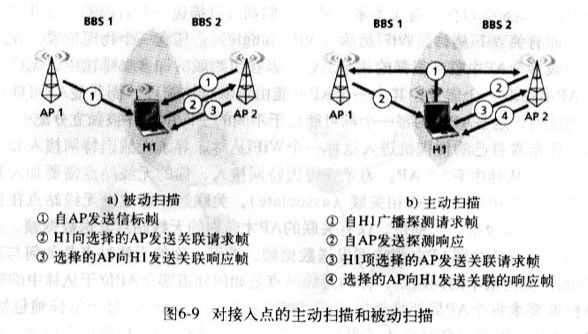 BBS 1 BBS 2
BBS 1 BBS 2
1
1 1
2
3
AP 1 AP 2
H1
1
2 2
3
4
AP 1 AP 2
H1
a) 被动扫描
① 自AP发送信标帧
② H1向选择的AP发送关联请求帧
③ 选择的AP向H1发送关联响应帧
b) 主动扫描
① 自H1广播探测请求帧
② 自AP发送探测响应
③ H1项选择的AP发送关联请求帧
④ 选择的AP向H1发送关联的响应帧
图6-9 对接入点的主动扫描和被动扫描